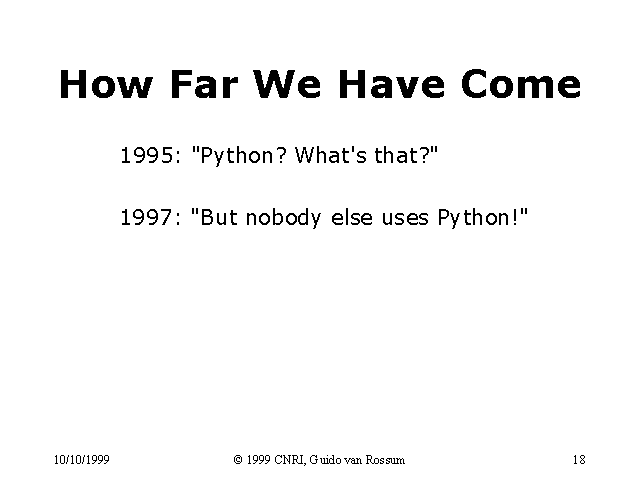 How Far We Have Come
1995: "Python? What's that?"
1997: "But nobody else uses Python!"
10/10/1999
© 1999 CNRI, Guido van Rossum
18